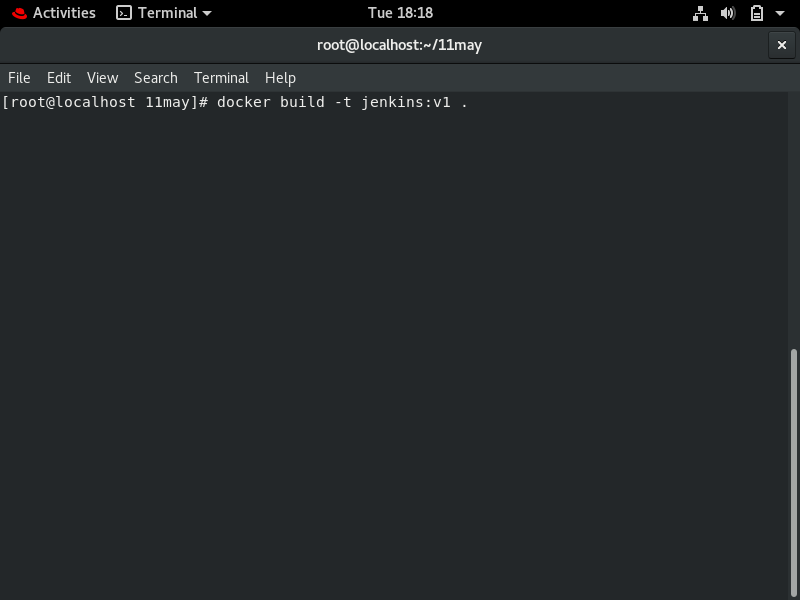 Activities Terminal Tue 18:18
root@localhost:~/11may
File Edit View Search Terminal Help
[root@localhost 11may]# docker build -t jenkins:v1 .